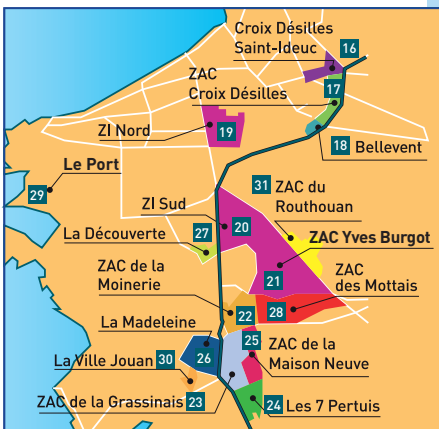 Croix Désilles
Saint-Ideuc
16
ZAC
Croix Désilles
17
ZI Nord
19
18 Bellevent
Le Port
29
31 ZAC du
Routhouan
ZI Sud
20
27
La Découverte
ZAC Yves Burgot
21
ZAC de la
Moinerie
ZAC
des Mottais
22
28
La Madeleine
25
ZAC de la
Maison Neuve
La Ville Jouan 30
26
ZAC de la Grassinais 23
24 Les 7 Pertuis